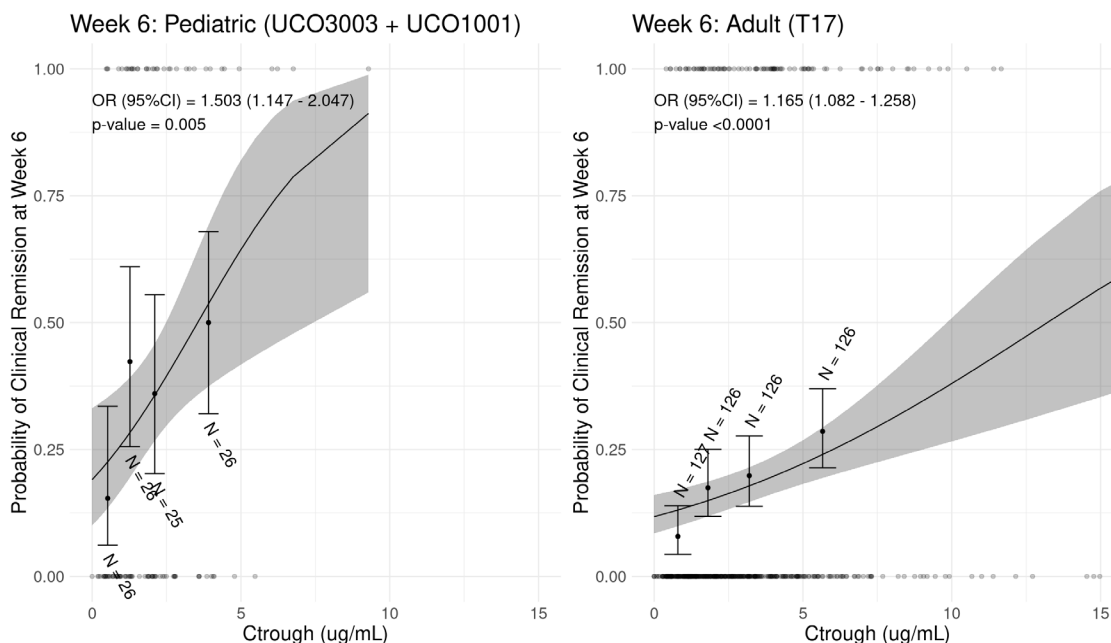 Week 6: Pediatric (UCO3003 + UCO1001)
1.00
OR (95%CI) = 1.503 (1.147 - 2.047)
p-value = 0.005
0.75
0.50
0.25
0.00
Probability of Clinical Remission at Week 6
N = 26
N = 26
N = 25
N = 26
0
5
10
15
Ctrough (ug/mL)
Week 6: Adult (T17)
1.00
OR (95%CI) = 1.165 (1.082 - 1.258)
p-value <0.0001
0.75
0.50
0.25
0.00
Probability of Clinical Remission at Week 6
N = 127
N = 126
N = 126
N = 126
0
5
10
15
Ctrough (ug/mL)